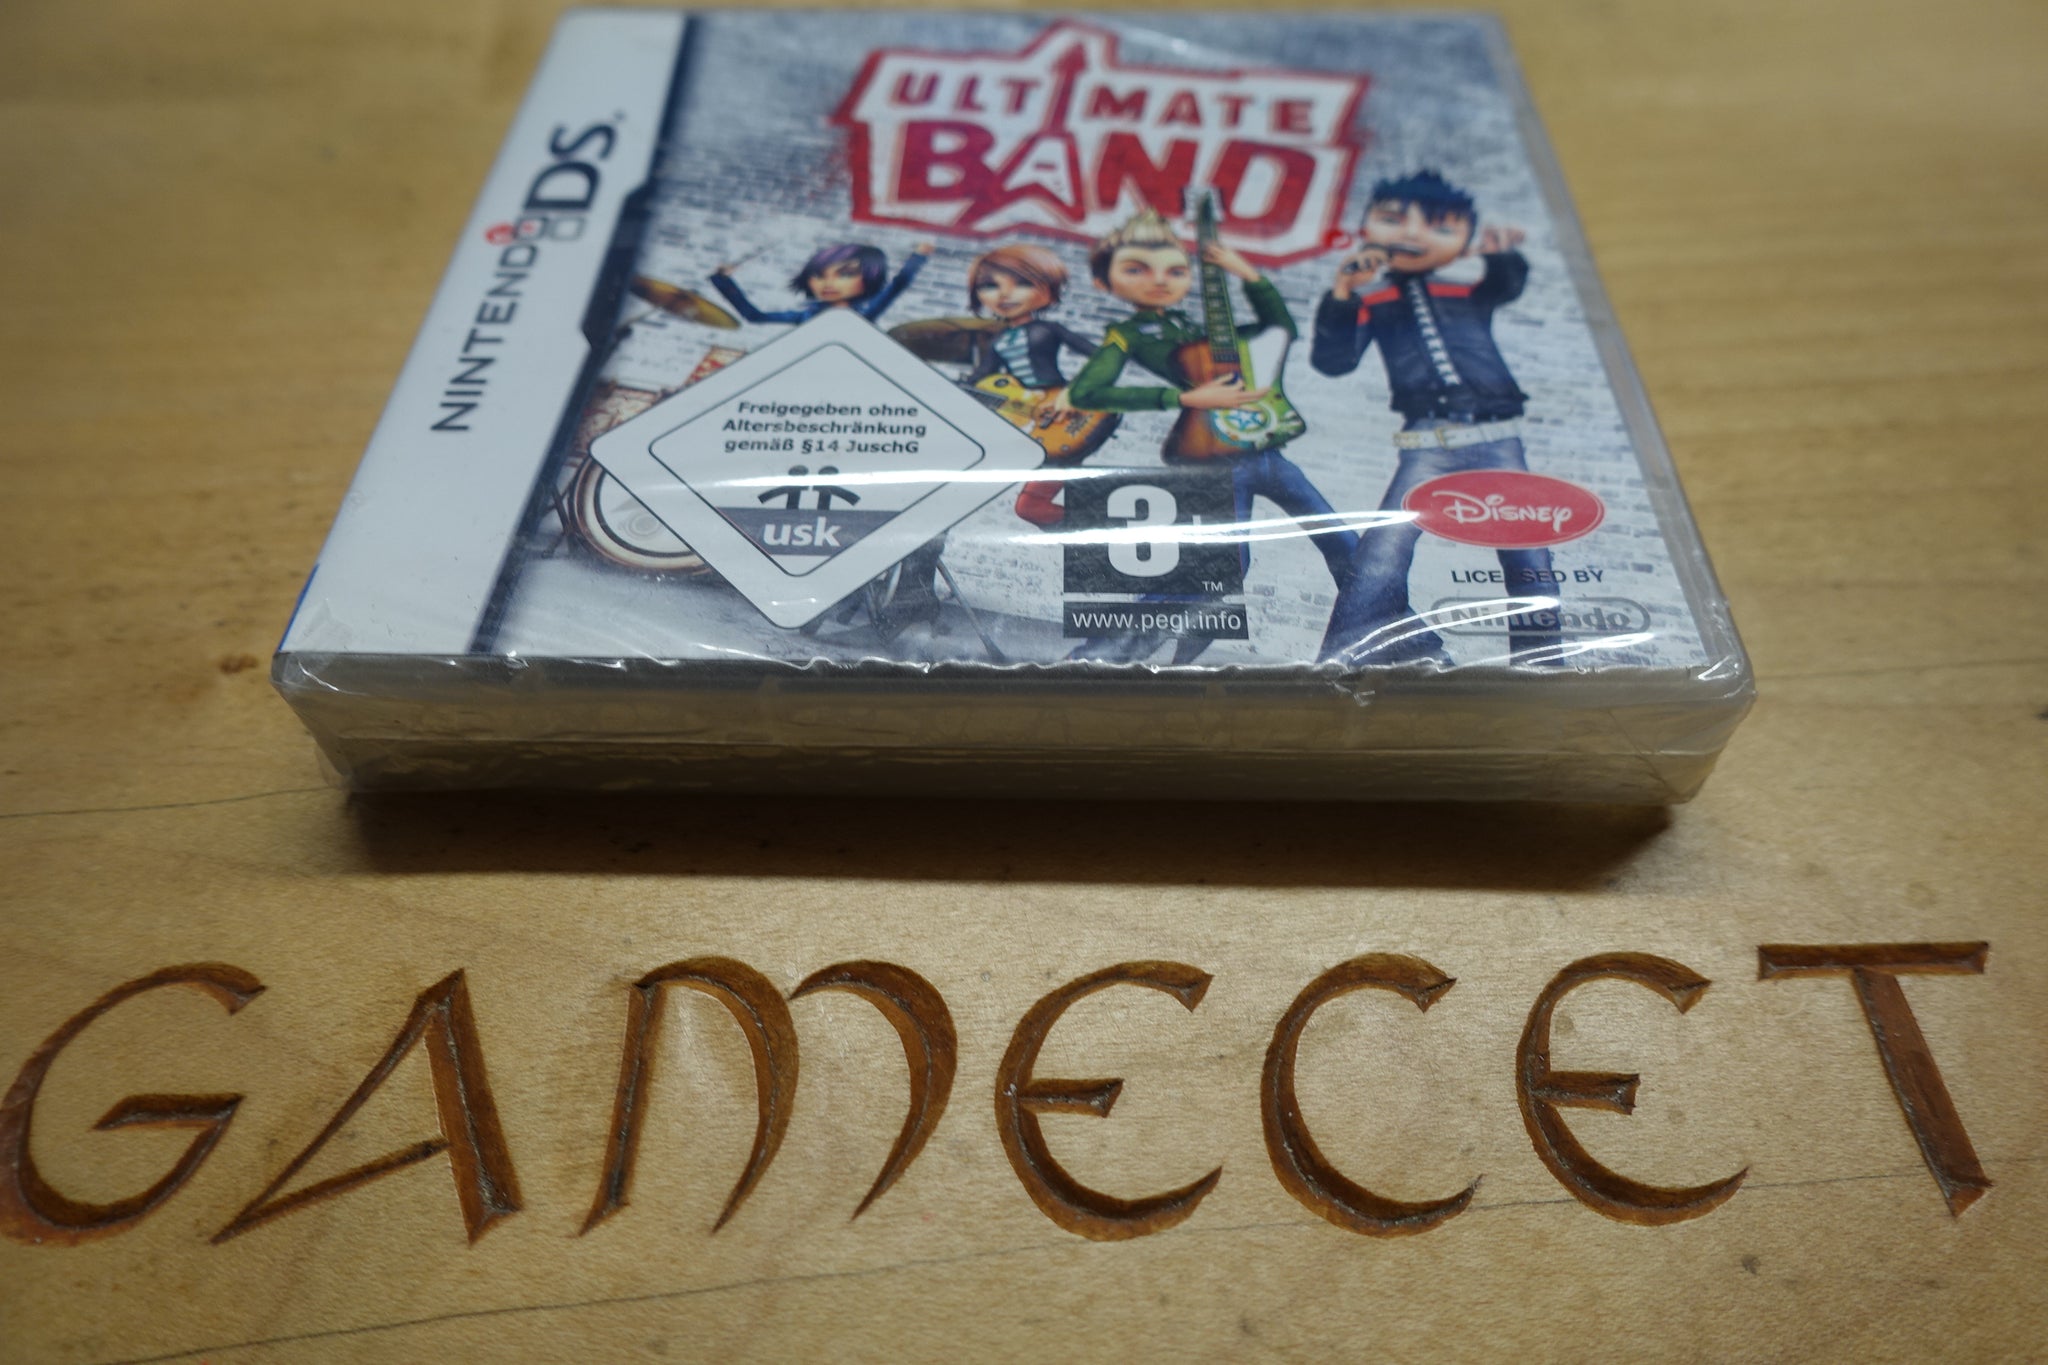 NINTENDO DS
ULTIMATE
BAND
Freigegeben ohne
Altersbeschränkung
gemäß §14 JuschG
usk
3+
TM
www.pegi.info
Disney
LICENSED BY
Nintendo
GAMECET